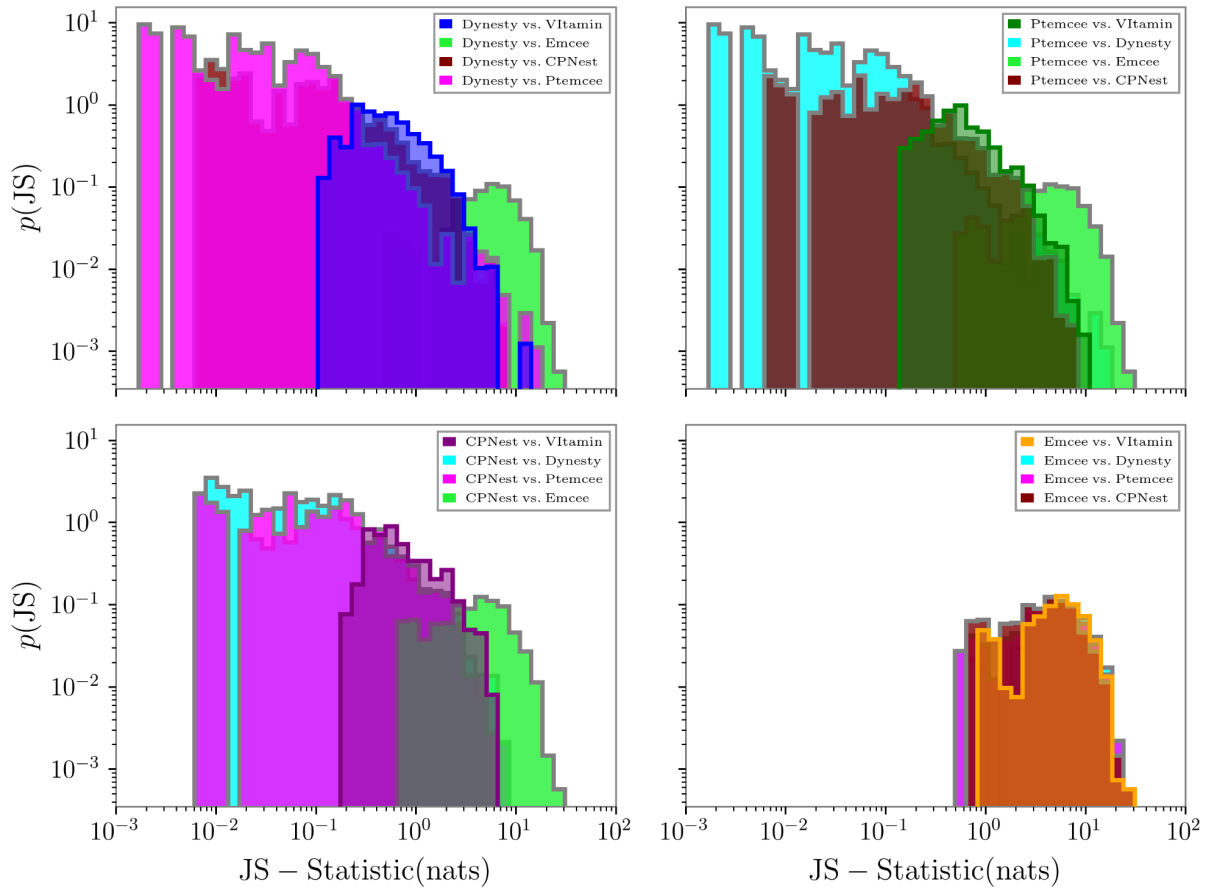 Dynesty vs. VItamin
Dynesty vs. Emcee
Dynesty vs. CPNest
Dynesty vs. Ptemcee
10^1
10^0
10^-1
10^-2
10^-3
p(JS)
Ptemcee vs. VItamin
Ptemcee vs. Dynesty
Ptemcee vs. Emcee
Ptemcee vs. CPNest
CPNest vs. VItamin
CPNest vs. Dynesty
CPNest vs. Ptemcee
CPNest vs. Emcee
10^1
10^0
10^-1
10^-2
10^-3
p(JS)
10^-3 10^-2 10^-1 10^0 10^1 10^2
JS − Statistic(nats)
Emcee vs. VItamin
Emcee vs. Dynesty
Emcee vs. Ptemcee
Emcee vs. CPNest
10^-2 10^-1 10^0 10^1 10^2
JS − Statistic(nats)